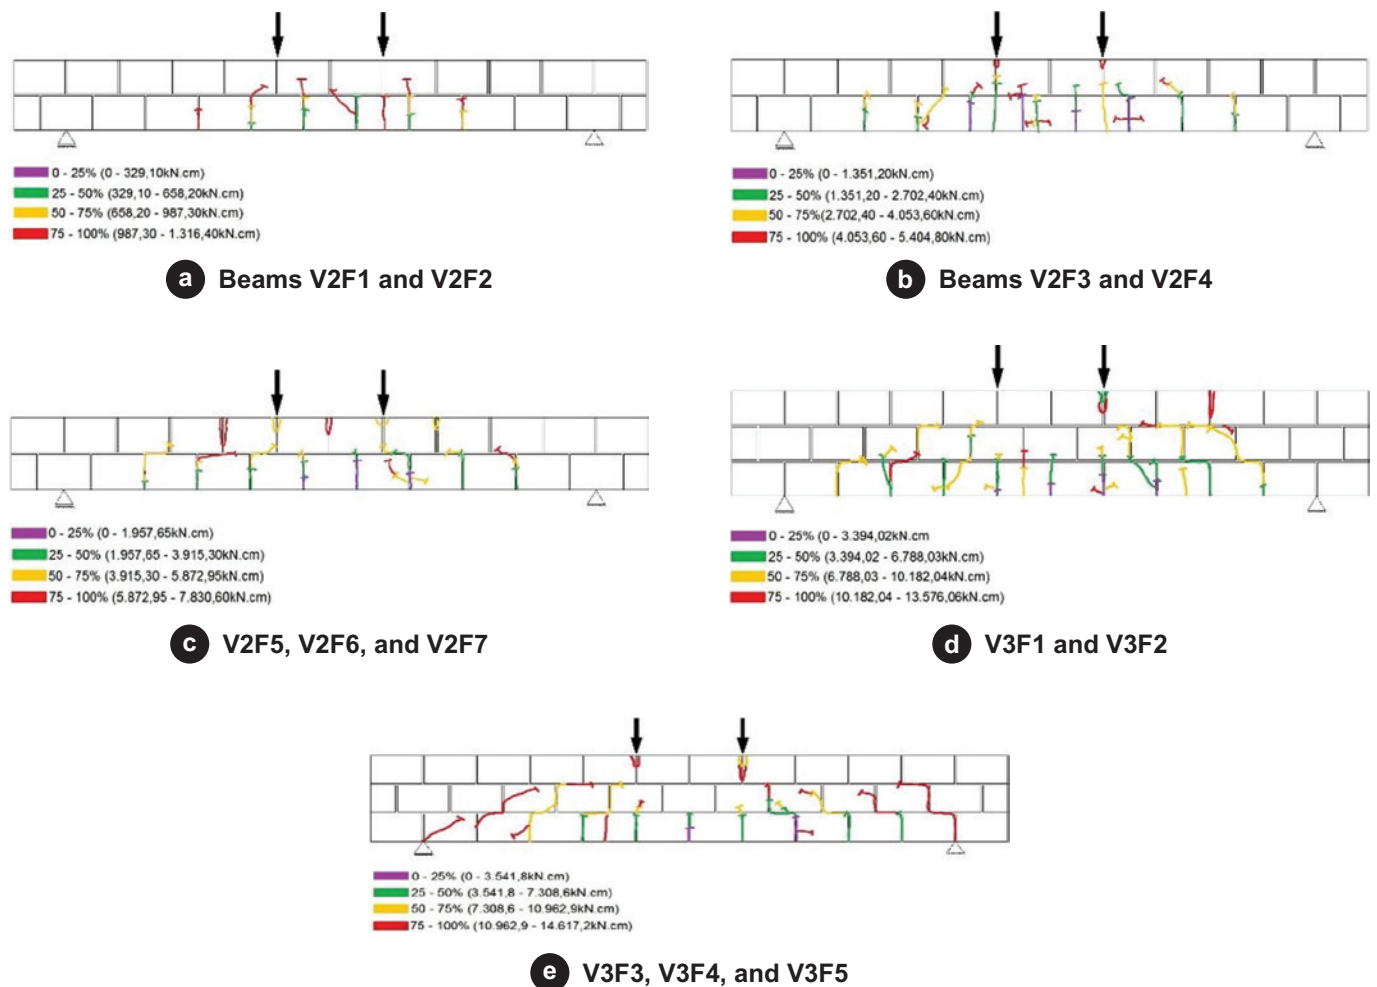 0 - 25% (0 - 329,10kN.cm)
25 - 50% (329,10 - 658,20kN.cm)
50 - 75% (658,20 - 987,30kN.cm)
75 - 100% (987,30 - 1.316,40kN.cm)
a Beams V2F1 and V2F2
0 - 25% (0 - 1.351,20kN.cm)
25 - 50% (1.351,20 - 2.702,40kN.cm)
50 - 75%(2.702,40 - 4.053,60kN.cm)
75 - 100% (4.053,60 - 5.404,80kN.cm)
b Beams V2F3 and V2F4
0 - 25% (0 - 1.957,65kN.cm)
25 - 50% (1.957,65 - 3.915,30kN.cm)
50 - 75% (3.915,30 - 5.872,95kN.cm)
75 - 100% (5.872,95 - 7.830,60kN.cm)
c V2F5, V2F6, and V2F7
0 - 25% (0 - 3.394,02kN.cm
25 - 50% (3.394,02 - 6.788,03kN.cm)
50 - 75% (6.788,03 - 10.182,04kN.cm)
75 - 100% (10.182,04 - 13.576,06kN.cm)
d V3F1 and V3F2
0 - 25% (0 - 3.541,8kN.cm)
25 - 50% (3.541,8 - 7.308,6kN.cm)
50 - 75% (7.308,6 - 10.962,9kN.cm)
75 - 100% (10.962,9 - 14.617,2kN.cm)
e V3F3, V3F4, and V3F5